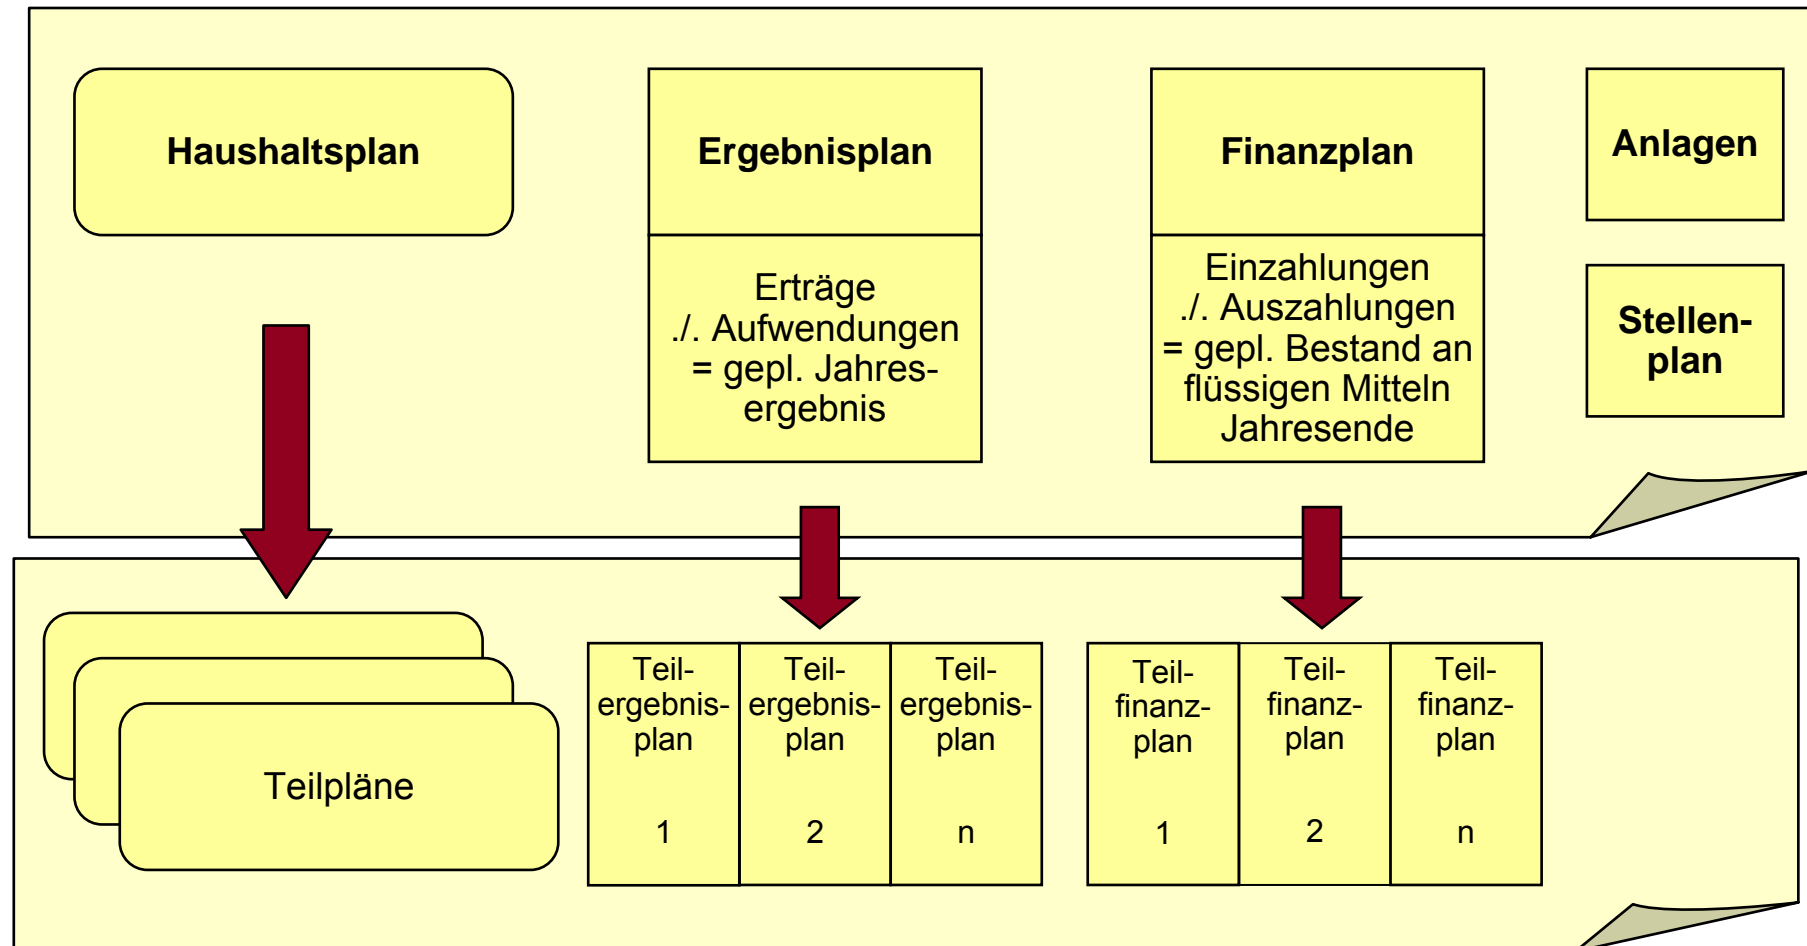 Haushaltsplan
Ergebnisplan
Erträge
./. Aufwendungen
= gepl. Jahres-
ergebnis
Finanzplan
Einzahlungen
./. Auszahlungen
= gepl. Bestand an
flüssigen Mitteln
Jahresende
Anlagen
Stellen-
plan
Teilpläne
Teil-
ergebnis-
plan
1
Teil-
ergebnis-
plan
2
Teil-
ergebnis-
plan
n
Teil-
finanz-
plan
1
Teil-
finanz-
plan
2
Teil-
finanz-
plan
n